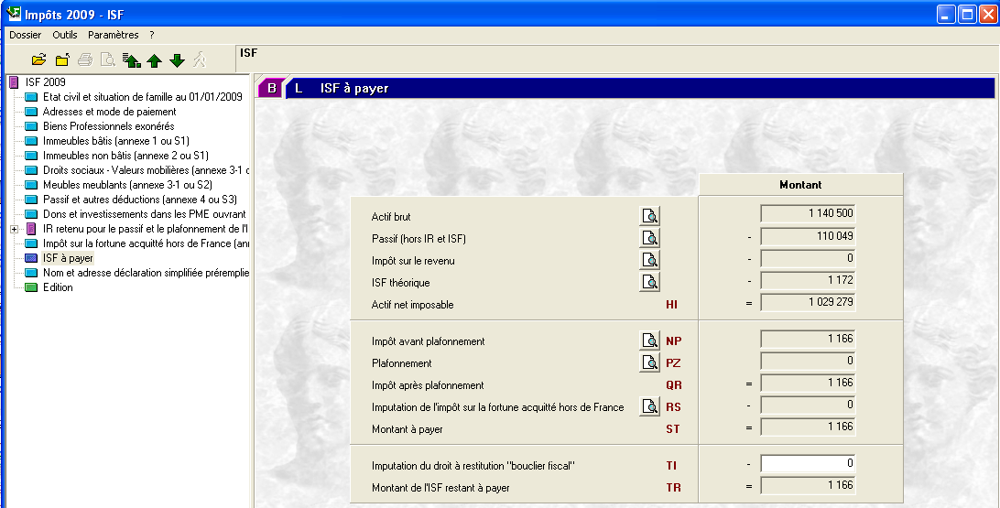 Impôts 2009 - ISF
Dossier Outils Paramètres ?
ISF
ISF 2009
Etat civil et situation de famille au 01/01/2009
Adresses et mode de paiement
Biens Professionnels exonérés
Immeubles bâtis (annexe 1 ou S1)
Immeubles non bâtis (annexe 2 ou S1)
Droits sociaux - Valeurs mobilières (annexe 3-1 c
Meubles meublants (annexe 3-1 ou S2)
Passif et autres déductions (annexe 4 ou S3)
Dons et investissements dans les PME ouvrant
IR retenu pour le passif et le plafonnement de l'I
Impôt sur la fortune acquitté hors de France (ann
ISF à payer
Nom et adresse déclaration simplifiée préremplie
Edition
B L ISF à payer
Montant
Actif brut 1 140 500
Passif (hors IR et ISF) - 110 049
Impôt sur le revenu - 0
ISF théorique - 1 172
Actif net imposable HI = 1 029 279
Impôt avant plafonnement NP 1 166
Plafonnement PZ 0
Impôt après plafonnement QR = 1 166
Imputation de l'impôt sur la fortune acquitté hors de France RS - 0
Montant à payer ST = 1 166
Imputation du droit à restitution "bouclier fiscal" TI - 0
Montant de l'ISF restant à payer TR = 1 166